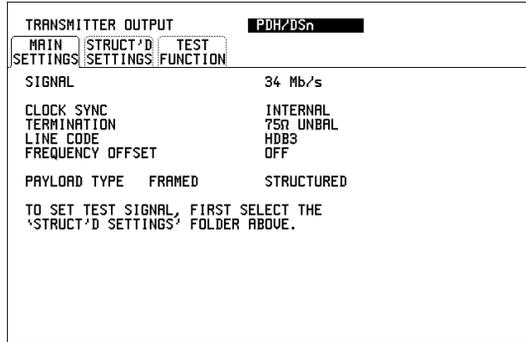 TRANSMITTER OUTPUT PDH/DSn
MAIN SETTINGS STRUCT'D SETTINGS TEST FUNCTION
SIGNAL 34 Mb/s
CLOCK SYNC INTERNAL
TERMINATION 75Ω UNBAL
LINE CODE HDB3
FREQUENCY OFFSET OFF
PAYLOAD TYPE FRAMED STRUCTURED
TO SET TEST SIGNAL, FIRST SELECT THE
'STRUCT'D SETTINGS' FOLDER ABOVE.